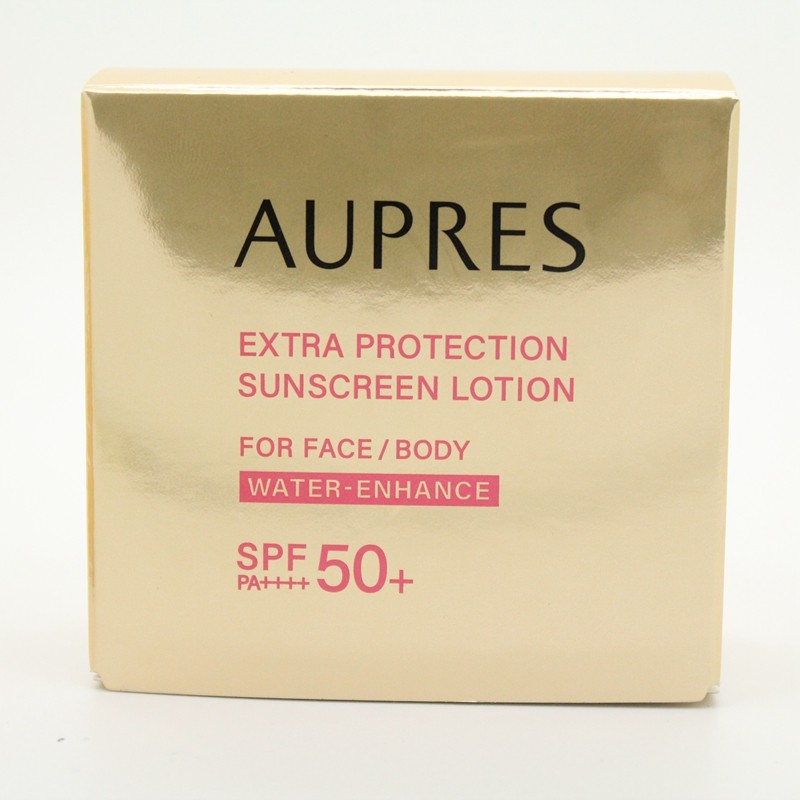 AUPRES
EXTRA PROTECTION
SUNSCREEN LOTION
FOR FACE / BODY
WATER-ENHANCE
SPF 50+
PA++++